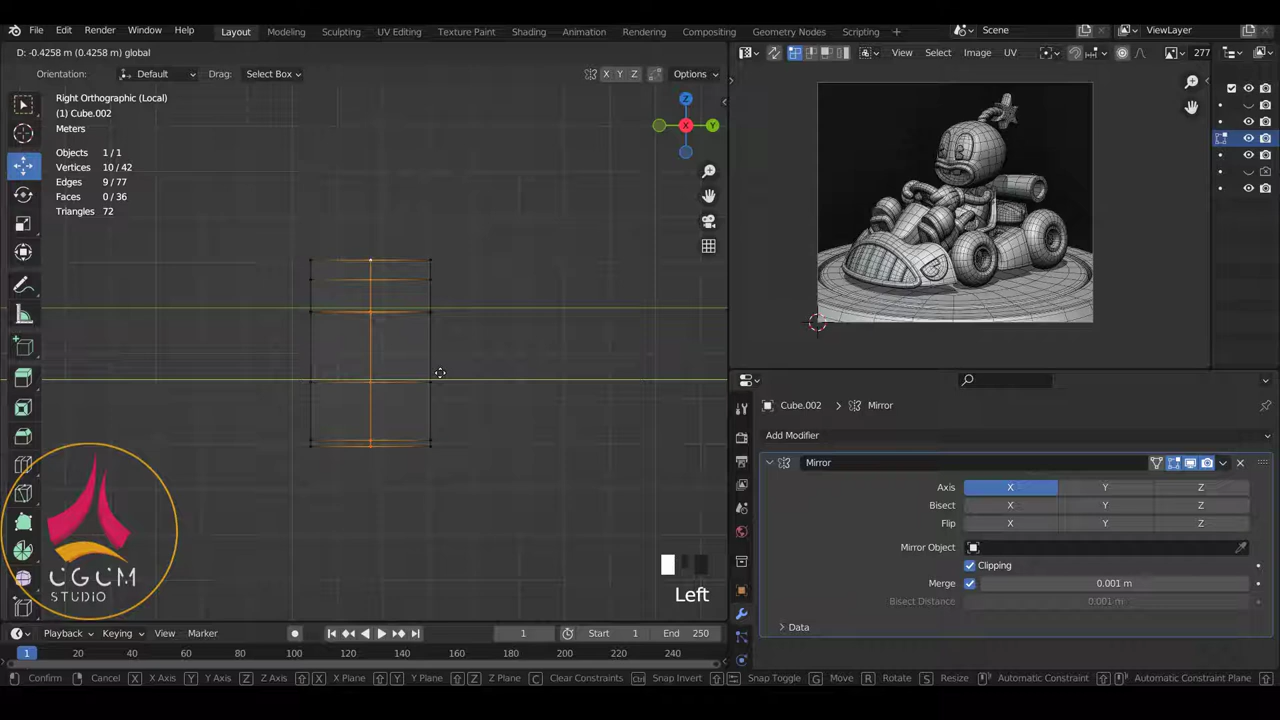 File Edit Render Window Help Layout Modeling Sculpting UV Editing Texture Paint Shading Animation Rendering Compositing Geometry Nodes Scripting + Scene ViewLayer
D: -0.4258 m (0.4258 m) global
View Select Image UV 277
Orientation: Default Drag: Select Box X Y Z Options
Right Orthographic (Local)
(1) Cube.002
Meters
Objects 1/1
Vertices 10 / 42
Edges 9 / 77
Faces 0 / 36
Triangles 72
Z
X
Y
Cube.002 > Mirror
Add Modifier
Mirror
Axis X Y Z
Bisect X Y Z
Flip X Y Z
Mirror Object
Clipping
Merge 0.001 m
Bisect Distance 0.001 m
Data
CGCM
STUDIO
Left
Playback Keying View Marker 1 Start 1 End 250
1 20 40 60 80 100 120 140 160 180 200 220 240
Confirm Cancel X X Axis Y Y Axis Z Z Axis X X Plane Y Y Plane Z Z Plane C Clear Constraints Ctrl Snap Invert Snap Toggle G Move R Rotate S Resize Automatic Constraint Automatic Constraint Plane